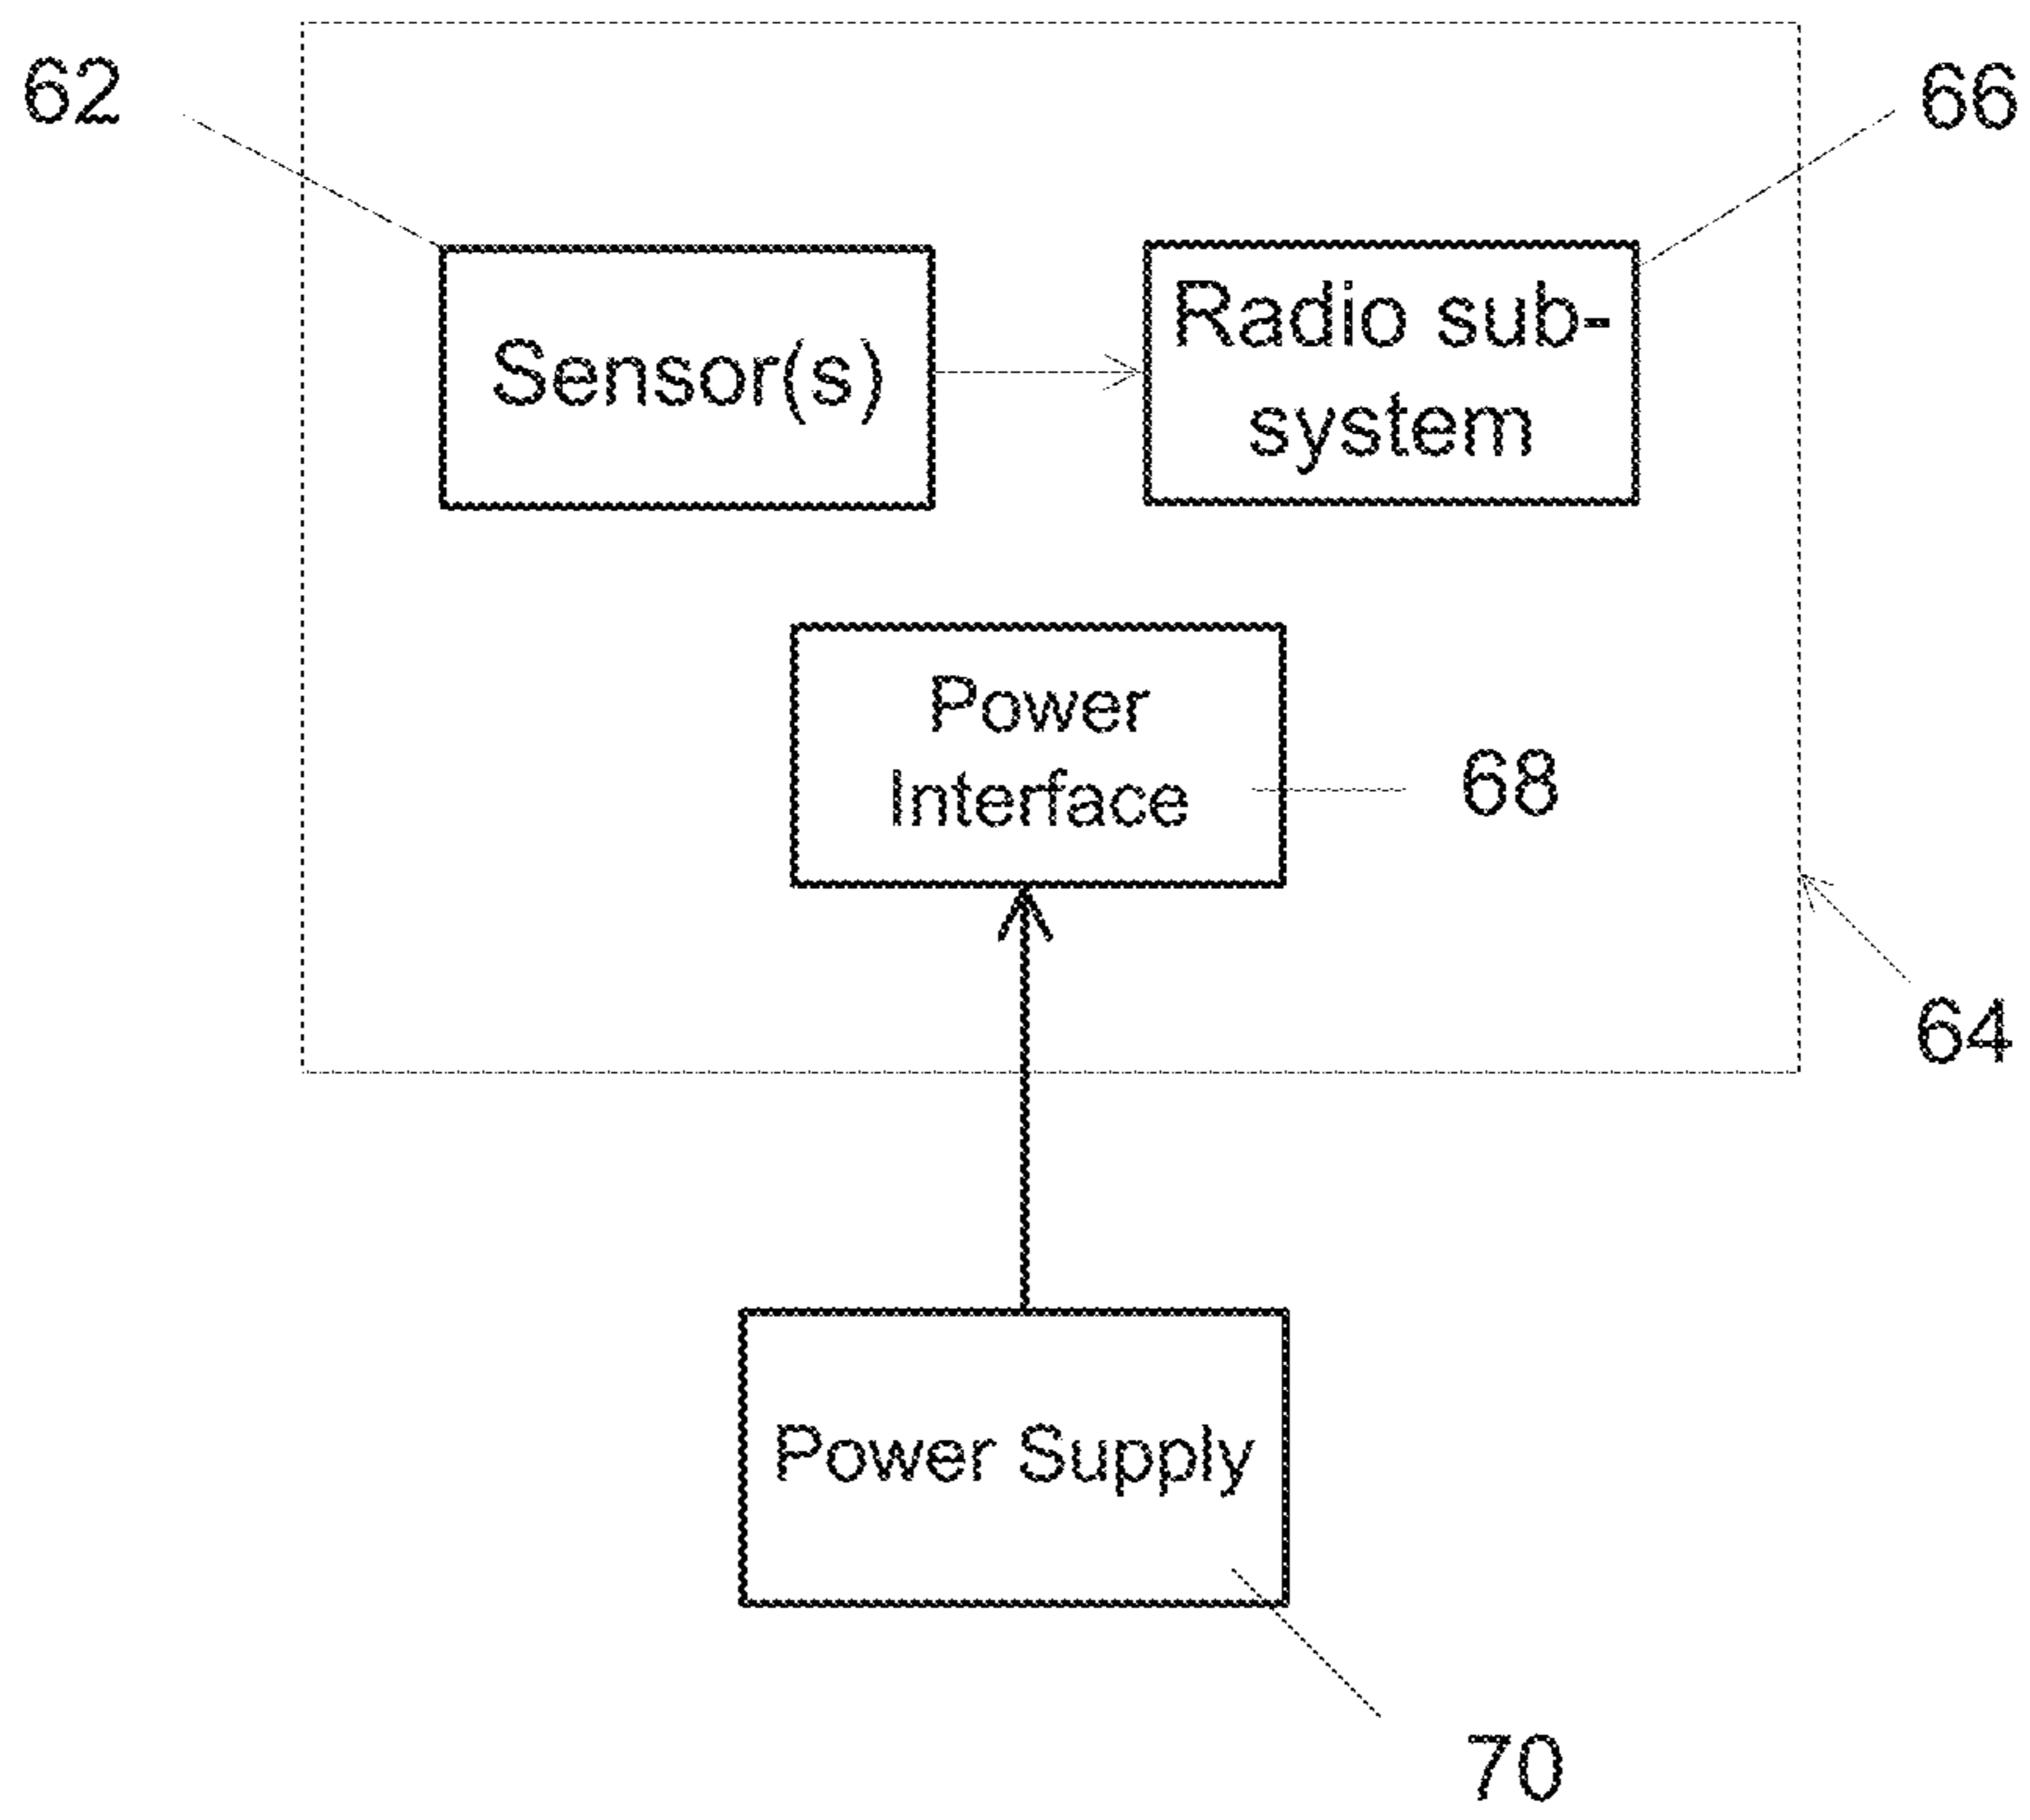 62
66
Sensor(s)
Radio sub-
system
Power
Interface
68
64
Power Supply
70